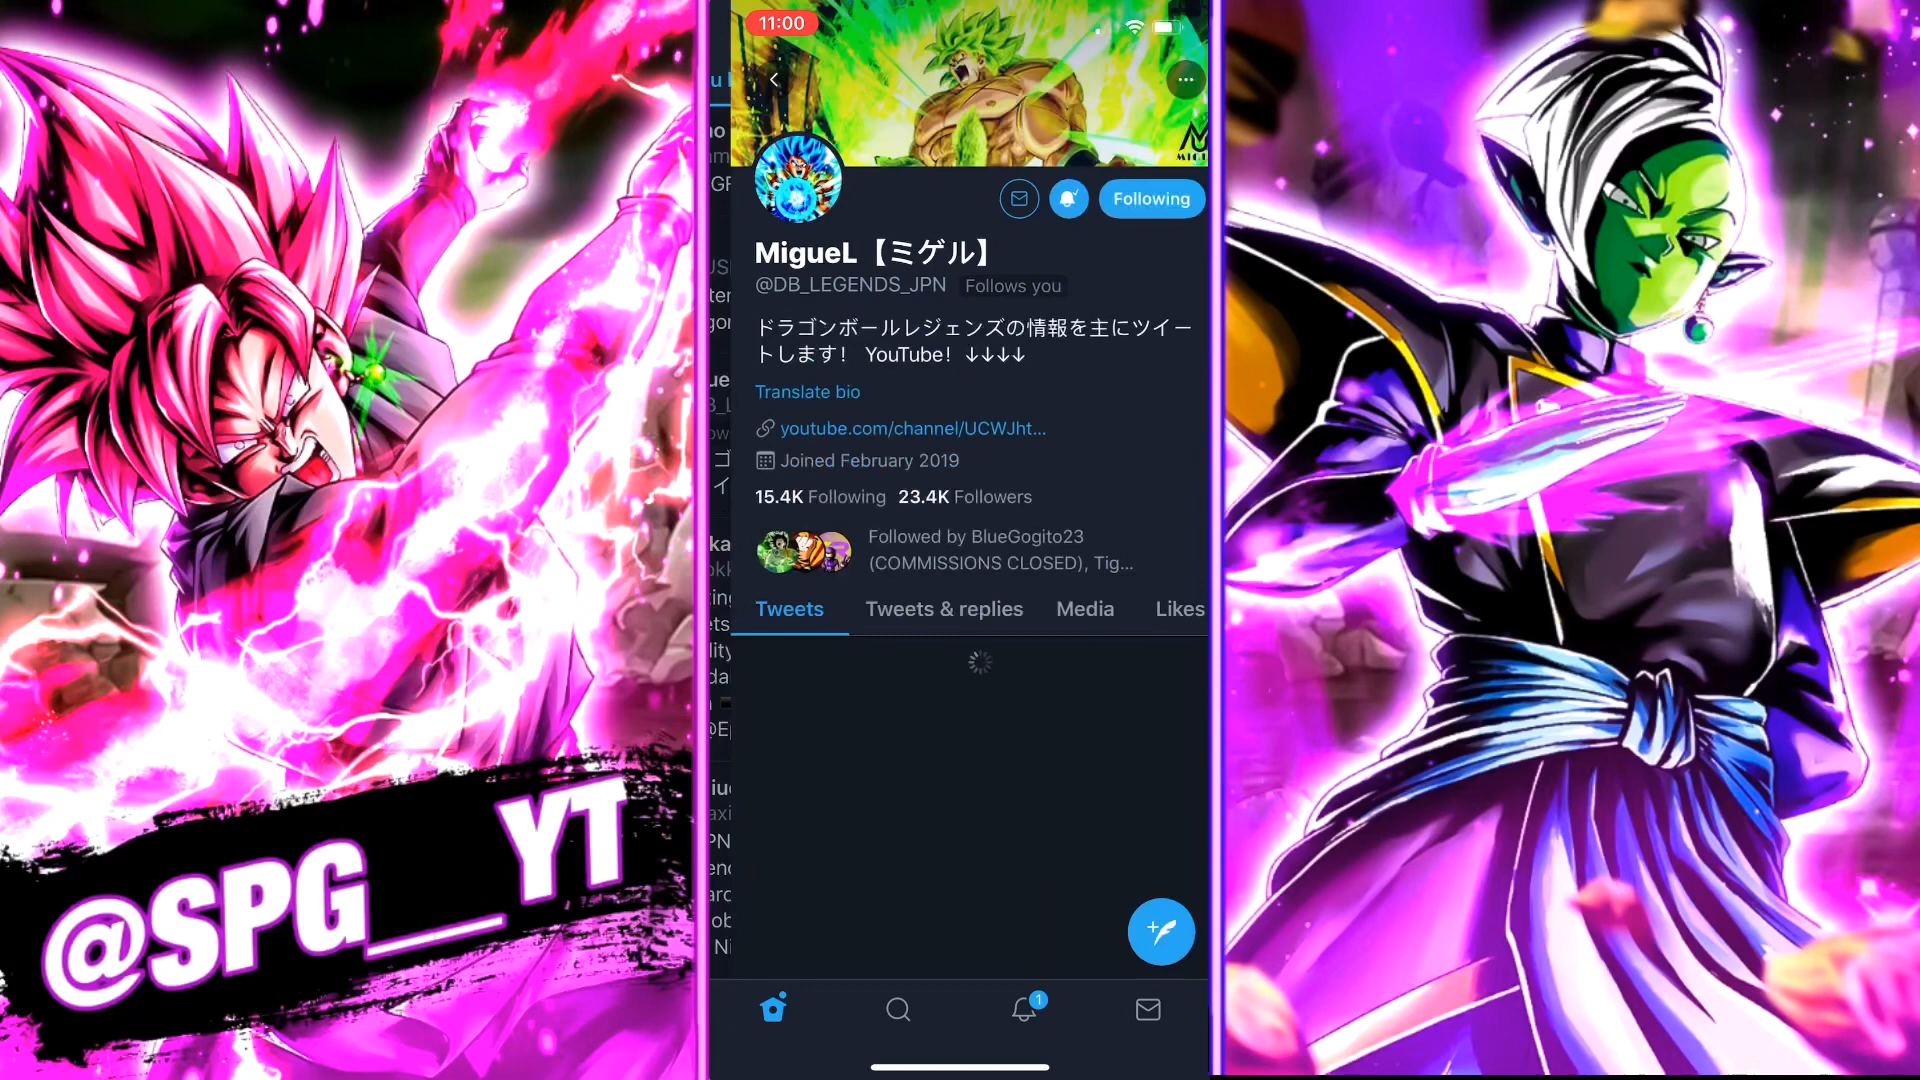 11:00
Following
MigueL【ミゲル】
@DB_LEGENDS_JPN Follows you
ドラゴンボールレジェンズの情報を主にツイー
トします！ YouTube！↓↓↓↓
Translate bio
youtube.com/channel/UCWJht...
Joined February 2019
15.4K Following 23.4K Followers
Followed by BlueGogito23
(COMMISSIONS CLOSED), Tig...
Tweets Tweets & replies Media Likes
1
@SPG__YT